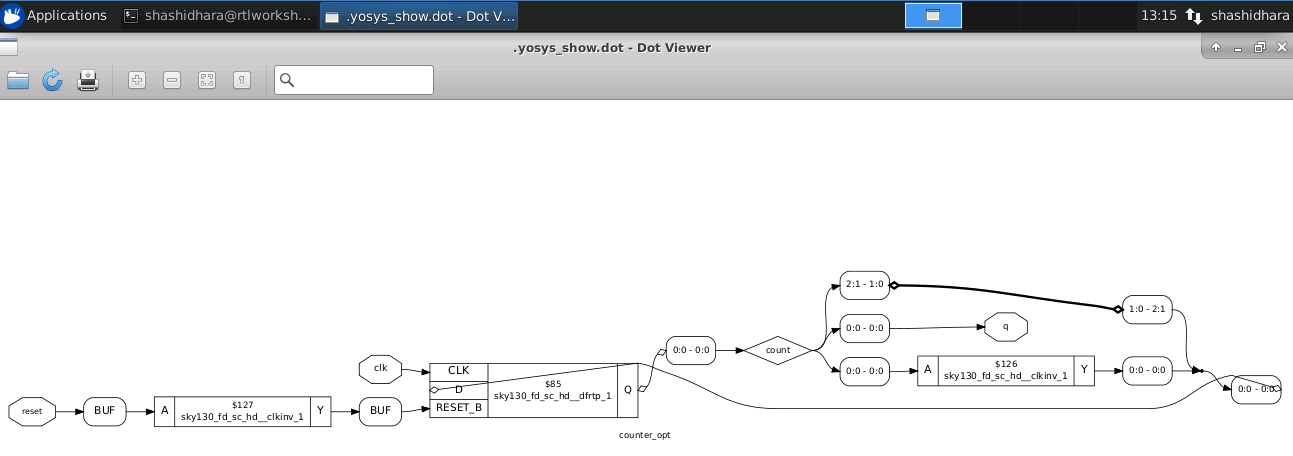 Applications
shashidhara@rtlworksh...
.yosys_show.dot - Dot V...
13:15
shashidhara
.yosys_show.dot - Dot Viewer
2:1 - 1:0
1:0 - 2:1
0:0 - 0:0
q
0:0 - 0:0
count
clk
CLK
D
RESET_B
$85
sky130_fd_sc_hd__dfrtp_1
Q
0:0 - 0:0
A
$126
sky130_fd_sc_hd__clkinv_1
Y
0:0 - 0:0
0:0 - 0:0
reset
BUF
A
$127
sky130_fd_sc_hd__clkinv_1
Y
BUF
counter_opt